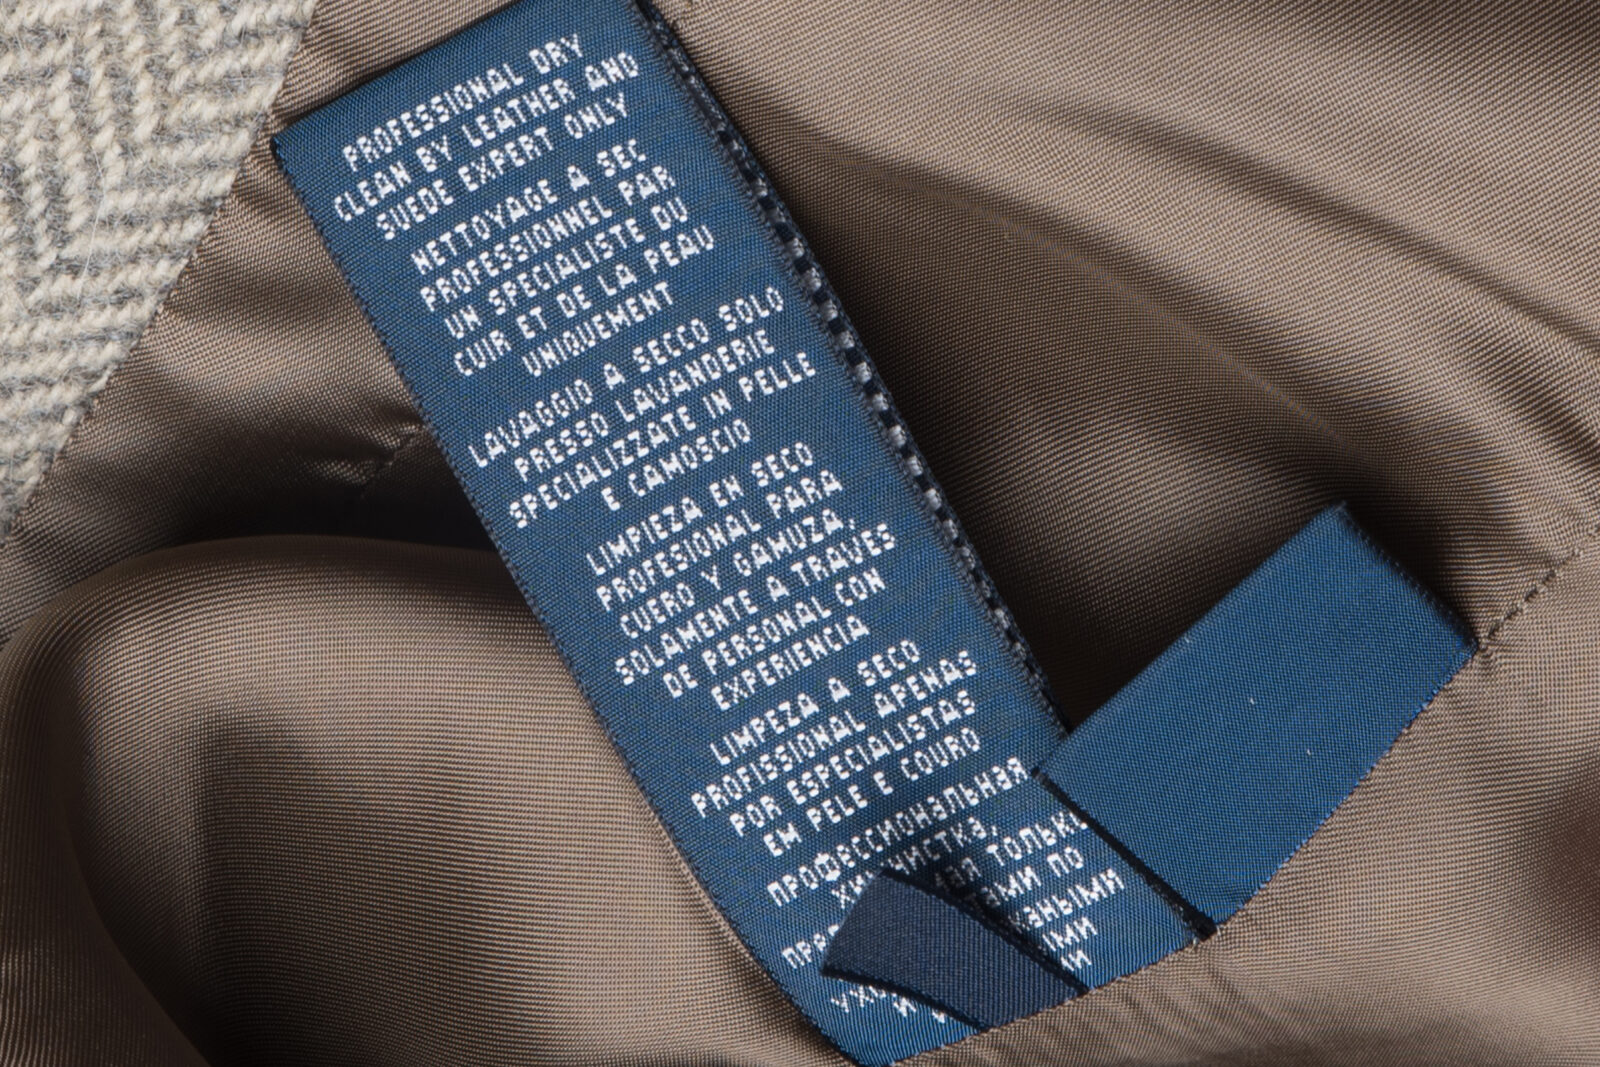 PROFESSIONAL DRY
CLEAN BY LEATHER AND
SUEDE EXPERT ONLY
NETTOYAGE A SEC
PROFESSIONNEL PAR
UN SPECIALISTE DU
CUIR ET DE LA PEAU
UNIQUEMENT
LAVAGGIO A SECCO SOLO
PRESSO LAVANDERIE
SPECIALIZZATE IN PELLE
E CAMOSCIO
LIMPIEZA EN SECO
PROFESIONAL PARA
CUERO Y GAMUZA,
SOLAMENTE A TRAVES
DE PERSONAL CON
EXPERIENCIA
LIMPEZA A SECO
PROFISSIONAL APENAS
POR ESPECIALISTAS
EM PELE E COURO
ПРОФЕССИОНАЛЬНАЯ
ТОЛЬКО
ПО